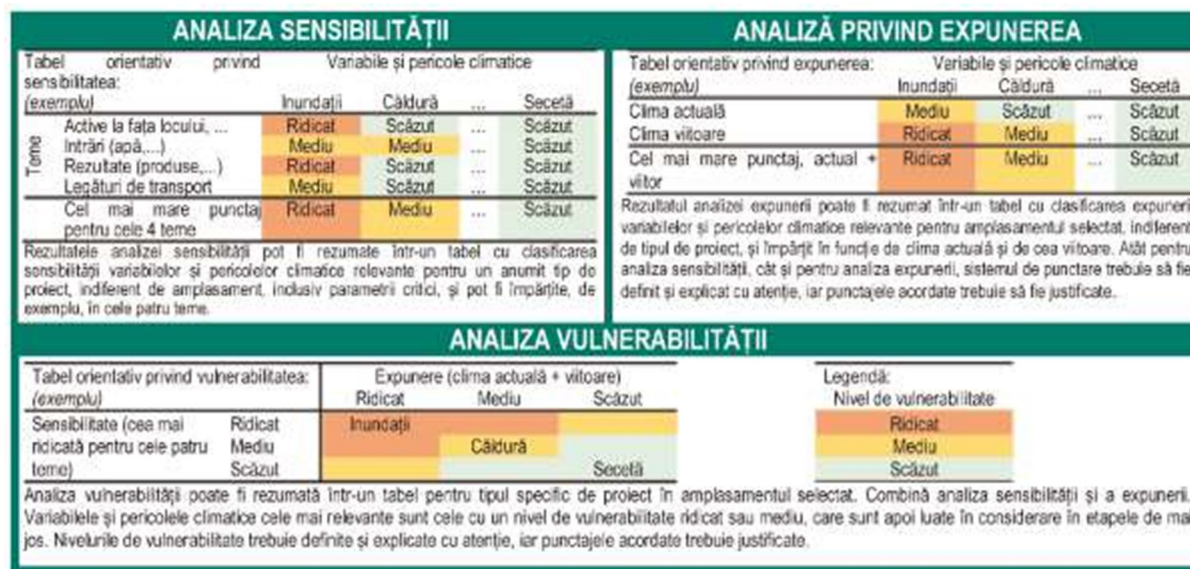 ANALIZA SENSIBILITĂȚII
Tabel orientativ privind Variabile și pericole climatice
sensibilitatea:
(exemplu) Inundații Căldură ... Secetă
Teme
Active la fața locului, ... Ridicat Scăzut ... Scăzut
Intrări (apă,...) Mediu Mediu ... Scăzut
Rezultate (produse,...) Ridicat Scăzut ... Scăzut
Legături de transport Mediu Scăzut ... Scăzut
Cel mai mare punctaj Ridicat Mediu ... Scăzut
pentru cele 4 teme
Rezultatele analizei sensibilității pot fi rezumate într-un tabel cu clasificarea
sensibilității variabilelor și pericolelor climatice relevante pentru un anumit tip de
proiect, indiferent de amplasament, inclusiv parametrii critici, și pot fi împărțite, de
exemplu, în cele patru teme.
ANALIZĂ PRIVIND EXPUNEREA
Tabel orientativ privind expunerea: Variabile și pericole climatice
(exemplu) Inundații Căldură ... Secetă
Clima actuală Mediu Scăzut ... Scăzut
Clima viitoare Ridicat Mediu ... Scăzut
Cel mai mare punctaj, actual + Ridicat Mediu ... Scăzut
viitor
Rezultatul analizei expunerii poate fi rezumat într-un tabel cu clasificarea expunerii
variabilelor și pericolelor climatice relevante pentru amplasamentul selectat, indiferent
de tipul de proiect, și împărțit în funcție de clima actuală și de cea viitoare. Atât pentru
analiza sensibilității, cât și pentru analiza expunerii, sistemul de punctare trebuie să fie
definit și explicat cu atenție, iar punctajele acordate trebuie să fie justificate.
ANALIZA VULNERABILITĂȚII
Tabel orientativ privind vulnerabilitatea: Expunere (clima actuală + viitoare)
(exemplu) Ridicat Mediu Scăzut
Sensibilitate (cea mai Ridicat Inundații
ridicată pentru cele patru Mediu Căldură
teme) Scăzut Secetă
Legendă:
Nivel de vulnerabilitate
Ridicat
Mediu
Scăzut
Analiza vulnerabilității poate fi rezumată într-un tabel pentru tipul specific de proiect în amplasamentul selectat. Combină analiza sensibilității și a expunerii.
Variabilele și pericolele climatice cele mai relevante sunt cele cu un nivel de vulnerabilitate ridicat sau mediu, care sunt apoi luate în considerare în etapele de mai
jos. Nivelurile de vulnerabilitate trebuie definite și explicate cu atenție, iar punctajele acordate trebuie justificate.